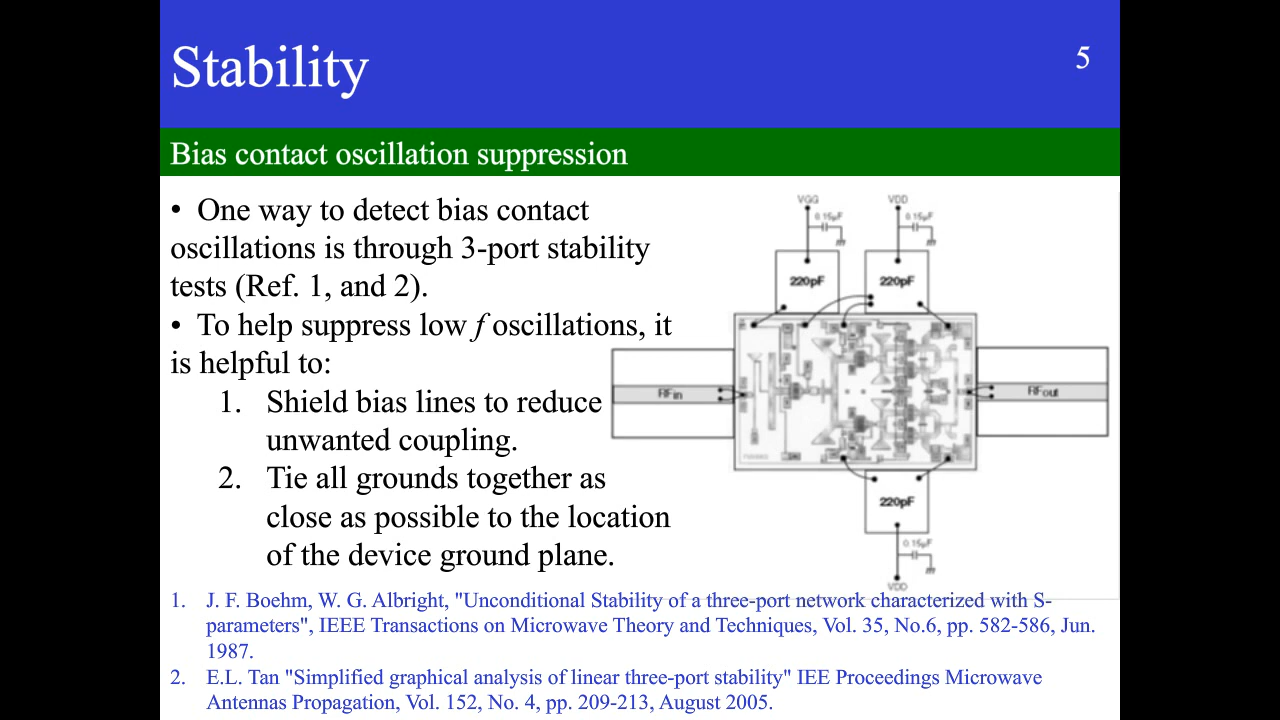 Stability
5
Bias contact oscillation suppression
• One way to detect bias contact
oscillations is through 3-port stability
tests (Ref. 1, and 2).
• To help suppress low f oscillations, it
is helpful to:
1. Shield bias lines to reduce
unwanted coupling.
2. Tie all grounds together as
close as possible to the location
of the device ground plane.
VGG
VDD
0.15µF
0.15µF
220pF
220pF
RFin
RFout
220pF
0.15µF
VDD
1. J. F. Boehm, W. G. Albright, "Unconditional Stability of a three-port network characterized with S-
parameters", IEEE Transactions on Microwave Theory and Techniques, Vol. 35, No.6, pp. 582-586, Jun.
1987.
2. E.L. Tan "Simplified graphical analysis of linear three-port stability" IEE Proceedings Microwave
Antennas Propagation, Vol. 152, No. 4, pp. 209-213, August 2005.